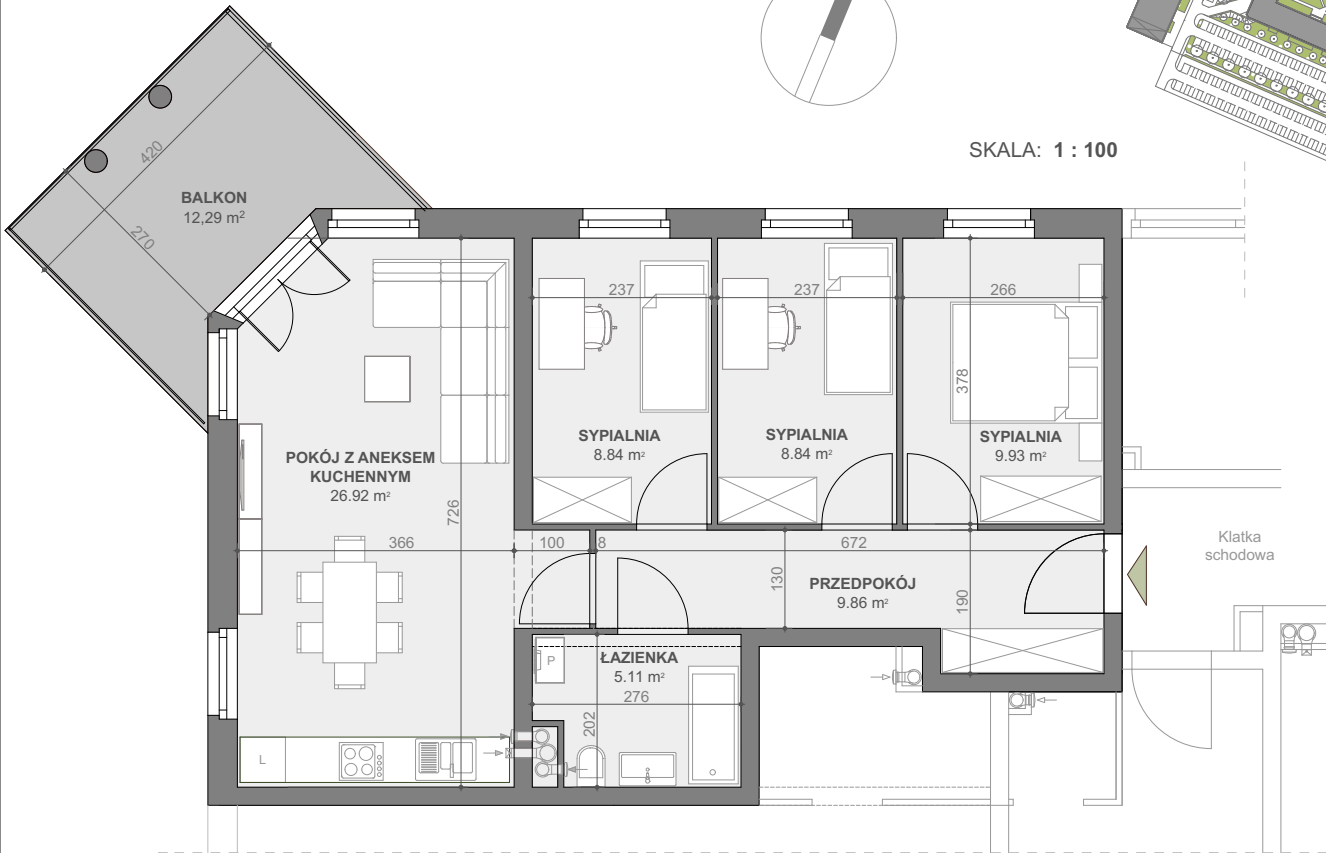 SKALA: 1 : 100
420
BALKON
12,29 m²
270
237
237
266
378
SYPIALNIA
8.84 m²
SYPIALNIA
8.84 m²
SYPIALNIA
9.93 m²
POKÓJ Z ANEKSEM
KUCHENNYM
26.92 m²
726
366
100
8
672
130
PRZEDPOKÓJ
9.86 m²
190
Klatka
schodowa
P
ŁAZIENKA
5.11 m²
276
202
L